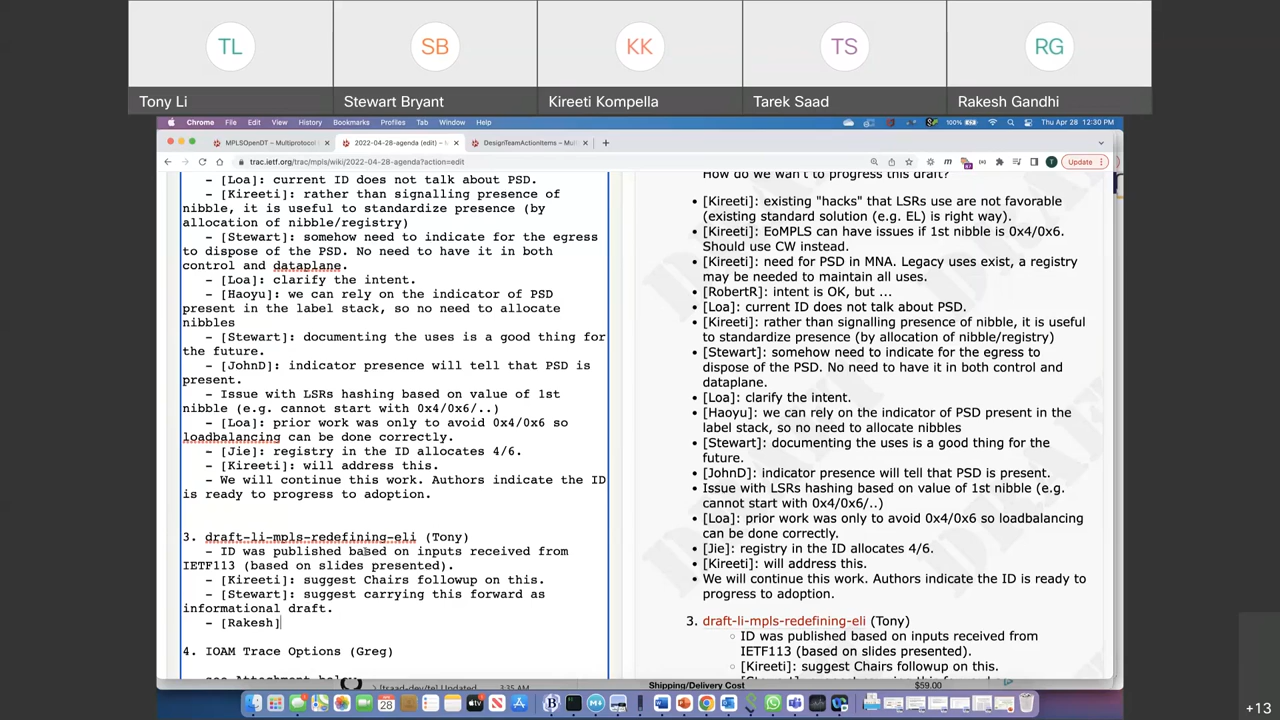 TL
SB
KK
TS
RG
Tony Li
Stewart Bryant
Kireeti Kompella
Tarek Saad
Rakesh Gandhi
Chrome File Edit View History Bookmarks Profiles Tab Window Help
100% Thu Apr 28 12:30 PM
MPLSOpenDT – Multiprotocol
2022-04-28-agenda (edit) –
DesignTeamActionItems – Mu
trac.ietf.org/trac/mpls/wiki/2022-04-28-agenda?action=edit
Update
- [Loa]: current ID does not talk about PSD.
- [Kireeti]: rather than signalling presence of
nibble, it is useful to standardize presence (by
allocation of nibble/registry)
- [Stewart]: somehow need to indicate for the egress
to dispose of the PSD. No need to have it in both
control and dataplane.
- [Loa]: clarify the intent.
- [Haoyu]: we can rely on the indicator of PSD
present in the label stack, so no need to allocate
nibbles
- [Stewart]: documenting the uses is a good thing for
the future.
- [JohnD]: indicator presence will tell that PSD is
present.
- Issue with LSRs hashing based on value of 1st
nibble (e.g. cannot start with 0x4/0x6/..)
- [Loa]: prior work was only to avoid 0x4/0x6 so
loadbalancing can be done correctly.
- [Jie]: registry in the ID allocates 4/6.
- [Kireeti]: will address this.
- We will continue this work. Authors indicate the ID
is ready to progress to adoption.
3. draft-li-mpls-redefining-eli (Tony)
- ID was published based on inputs received from
IETF113 (based on slides presented).
- [Kireeti]: suggest Chairs followup on this.
- [Stewart]: suggest carrying this forward as
informational draft.
- [Rakesh]
4. IOAM Trace Options (Greg)
How do we wan't to progress this draft?
• [Kireeti]: existing "hacks" that LSRs use are not favorable
(existing standard solution (e.g. EL) is right way).
• [Kireeti]: EoMPLS can have issues if 1st nibble is 0x4/0x6.
Should use CW instead.
• [Kireeti]: need for PSD in MNA. Legacy uses exist, a registry
may be needed to maintain all uses.
• [RobertR]: intent is OK, but ...
• [Loa]: current ID does not talk about PSD.
• [Kireeti]: rather than signalling presence of nibble, it is useful
to standardize presence (by allocation of nibble/registry)
• [Stewart]: somehow need to indicate for the egress to
dispose of the PSD. No need to have it in both control and
dataplane.
• [Loa]: clarify the intent.
• [Haoyu]: we can rely on the indicator of PSD present in the
label stack, so no need to allocate nibbles
• [Stewart]: documenting the uses is a good thing for the
future.
• [JohnD]: indicator presence will tell that PSD is present.
• Issue with LSRs hashing based on value of 1st nibble (e.g.
cannot start with 0x4/0x6/..)
• [Loa]: prior work was only to avoid 0x4/0x6 so loadbalancing
can be done correctly.
• [Jie]: registry in the ID allocates 4/6.
• [Kireeti]: will address this.
• We will continue this work. Authors indicate the ID is ready to
progress to adoption.
3. draft-li-mpls-redefining-eli (Tony)
○ ID was published based on inputs received from
IETF113 (based on slides presented).
○ [Kireeti]: suggest Chairs followup on this.
Shipping/Delivery Cost $59.00
3:35 AM
+13